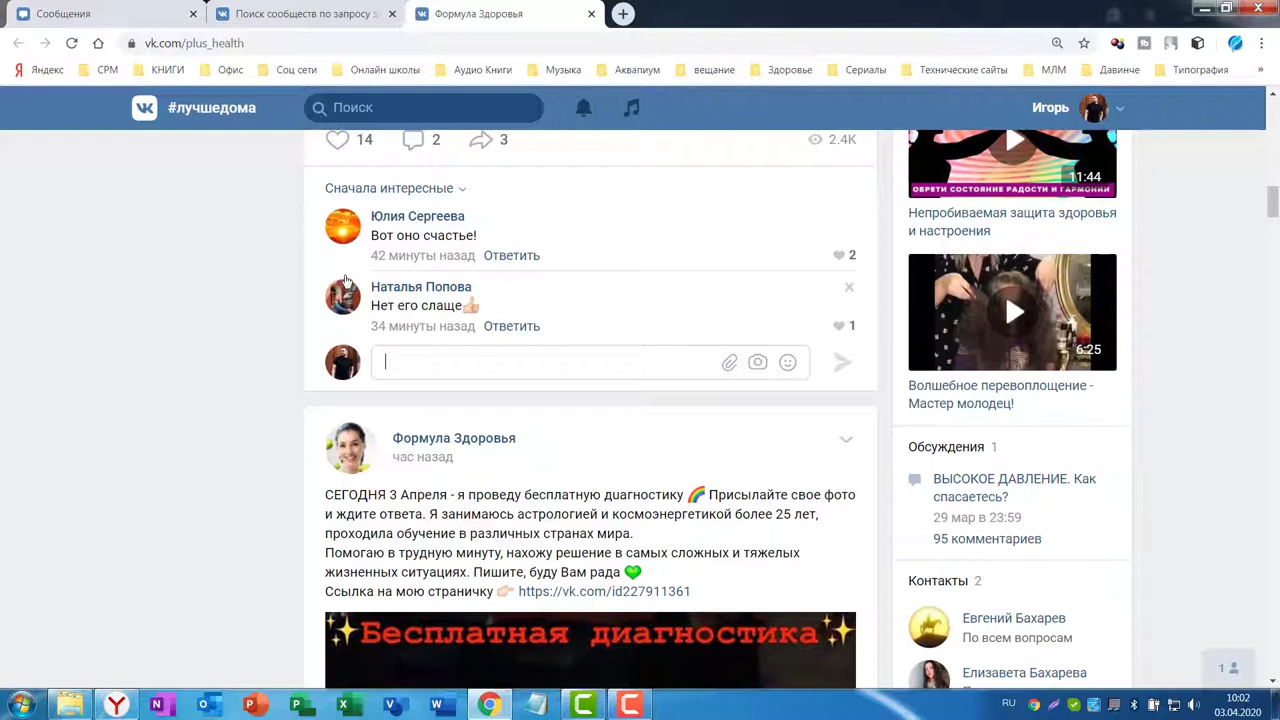 Сообщения
Поиск сообществ по запросу з
Формула Здоровья
vk.com/plus_health
Яндекс
СРМ
КНИГИ
Офис
Соц сети
Онлайн школы
Аудио Книги
Музыка
Аквапиум
вещание
Здоровье
Сериалы
Технические сайты
МЛМ
Давинче
Типография
»
#лучшедома
Поиск
Игорь
14
2
3
2.4K
Сначала интересные
Юлия Сергеева
Вот оно счастье!
42 минуты назад Ответить
2
Наталья Попова
Нет его слаще👍
34 минуты назад Ответить
1
Формула Здоровья
час назад
СЕГОДНЯ 3 Апреля - я проведу бесплатную диагностику 🌈 Присылайте свое фото
и ждите ответа. Я занимаюсь астрологией и космоэнергетикой более 25 лет,
проходила обучение в различных странах мира.
Помогаю в трудную минуту, нахожу решение в самых сложных и тяжелых
жизненных ситуациях. Пишите, буду Вам рада 💚
Ссылка на мою страничку 👉 https://vk.com/id227911361
✨Бесплатная диагностика✨
11:44
ОБРЕТИ СОСТОЯНИЕ РАДОСТИ И ГАРМОНИИ
Непробиваемая защита здоровья
и настроения
6:25
Волшебное перевоплощение -
Мастер молодец!
Обсуждения 1
ВЫСОКОЕ ДАВЛЕНИЕ. Как
спасаетесь?
29 мар в 23:59
95 комментариев
Контакты 2
Евгений Бахарев
По всем вопросам
Елизавета Бахарева
1
RU
10:02
03.04.2020